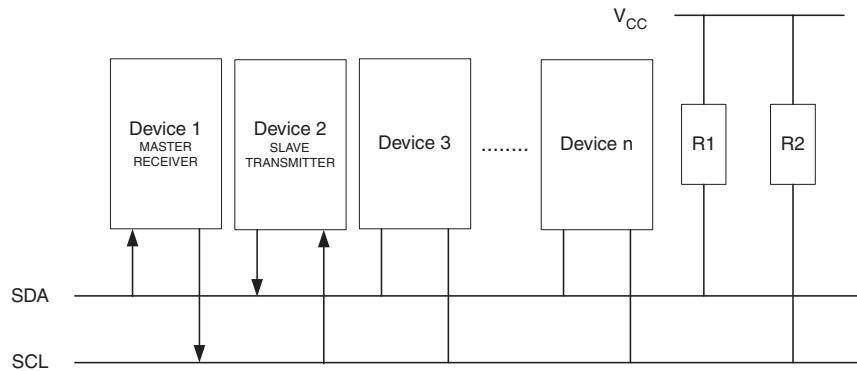 V_CC
Device 1
MASTER
RECEIVER
Device 2
SLAVE
TRANSMITTER
Device 3
........
Device n
R1
R2
SDA
SCL